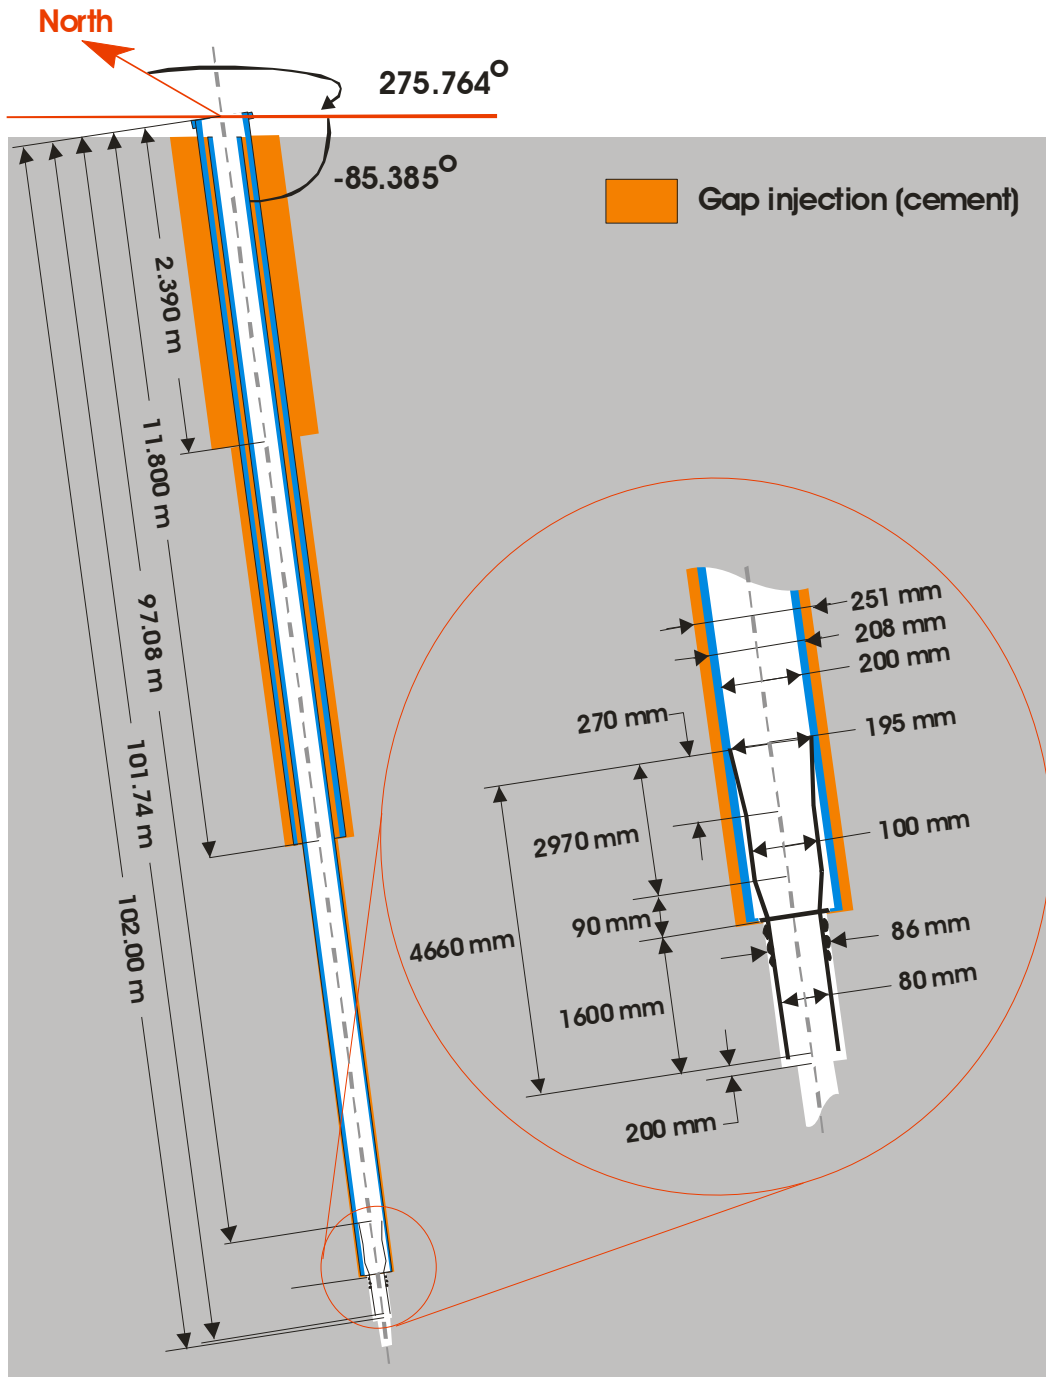 North
275.764°
-85.385°
Gap injection (cement)
2.390 m
11.800 m
97.08 m
101.74 m
102.00 m
251 mm
208 mm
200 mm
270 mm
195 mm
2970 mm
100 mm
90 mm
86 mm
4660 mm
80 mm
1600 mm
200 mm